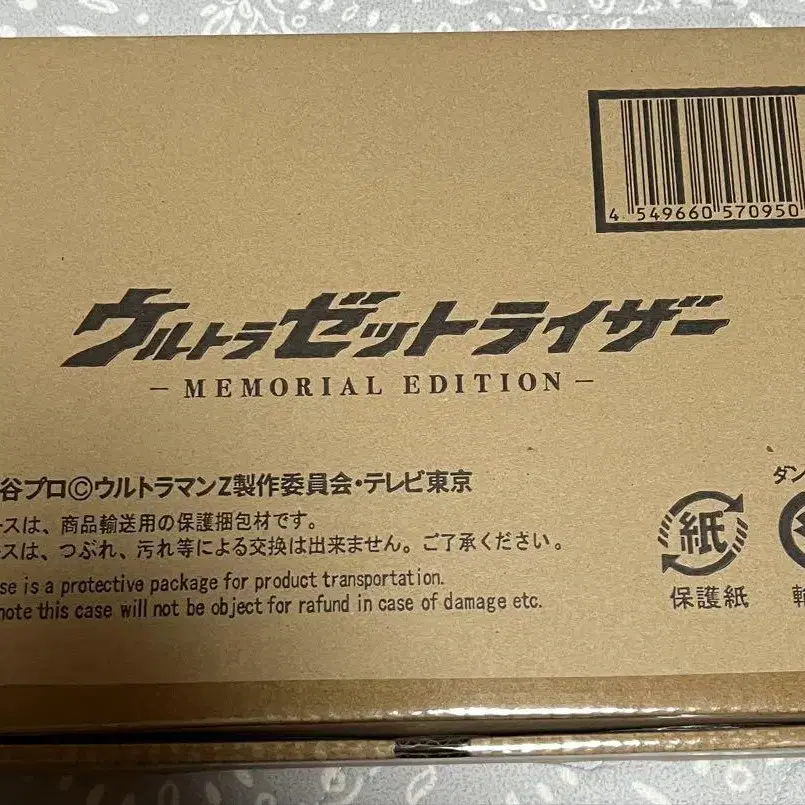 4 549660 570950
ウルトラゼットライザー
– MEMORIAL EDITION –
谷プロ©ウルトラマンZ製作委員会・テレビ東京
ースは、商品輸送用の保護梱包材です。
ースは、つぶれ、汚れ等による交換は出来ません。ご了承ください。
se is a protective package for product transportation.
note this case will not be object for rafund in case of damage etc.
紙
保護紙
ダン
輸